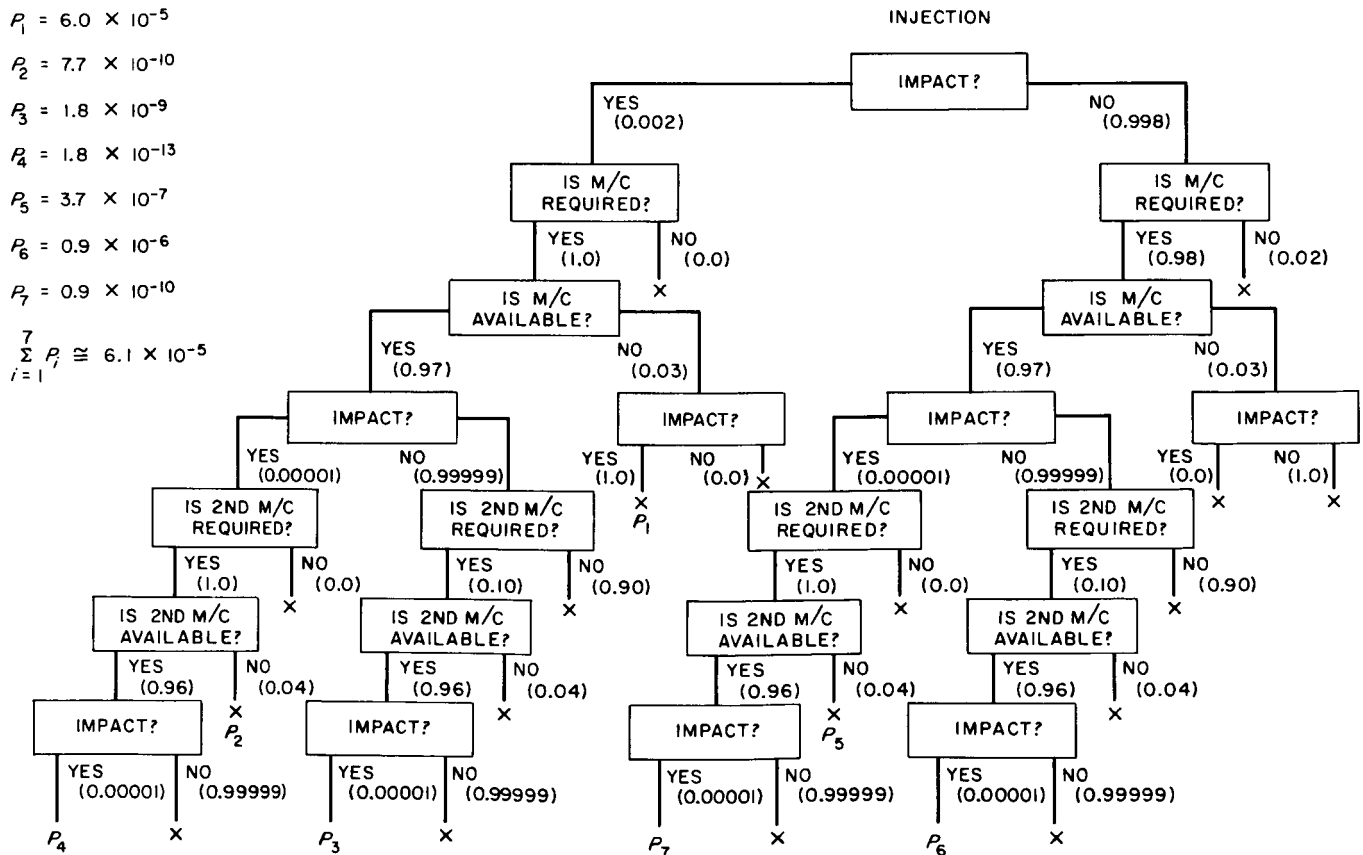 P₁ = 6.0 × 10⁻⁵
P₂ = 7.7 × 10⁻¹⁰
P₃ = 1.8 × 10⁻⁹
P₄ = 1.8 × 10⁻¹³
P₅ = 3.7 × 10⁻⁷
P₆ = 0.9 × 10⁻⁶
P₇ = 0.9 × 10⁻¹⁰
7
Σ Pᵢ ≅ 6.1 × 10⁻⁵
i = 1
INJECTION
IMPACT?
YES NO
(0.002) (0.998)
IS M/C IS M/C
REQUIRED? REQUIRED?
YES NO YES NO
(1.0) (0.0) (0.98) (0.02)
× ×
IS M/C IS M/C
AVAILABLE? AVAILABLE?
YES NO YES NO
(0.97) (0.03) (0.97) (0.03)
IMPACT? IMPACT? IMPACT? IMPACT?
YES NO YES NO YES NO YES NO
(0.00001) (0.99999) (1.0) (0.0) (0.00001) (0.99999) (0.0) (1.0)
× × × ×
P₁
IS 2ND M/C IS 2ND M/C IS 2ND M/C IS 2ND M/C
REQUIRED? REQUIRED? REQUIRED? REQUIRED?
YES NO YES NO YES NO YES NO
(1.0) (0.0) (0.10) (0.90) (1.0) (0.0) (0.10) (0.90)
× × × ×
IS 2ND M/C IS 2ND M/C IS 2ND M/C IS 2ND M/C
AVAILABLE? AVAILABLE? AVAILABLE? AVAILABLE?
YES NO YES NO YES NO YES NO
(0.96) (0.04) (0.96) (0.04) (0.96) (0.04) (0.96) (0.04)
× × × ×
P₂ P₅
IMPACT? IMPACT? IMPACT? IMPACT?
YES NO YES NO YES NO YES NO
(0.00001) (0.99999) (0.00001) (0.99999) (0.00001) (0.99999) (0.00001) (0.99999)
P₄ × P₃ × P₇ × P₆ ×